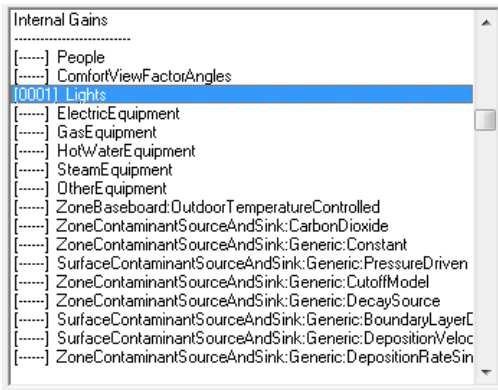 Internal Gains
--------------------------
[------] People
[------] ComfortViewFactorAngles
[0001] Lights
[------] ElectricEquipment
[------] GasEquipment
[------] HotWaterEquipment
[------] SteamEquipment
[------] OtherEquipment
[------] ZoneBaseboard:OutdoorTemperatureControlled
[------] ZoneContaminantSourceAndSink:CarbonDioxide
[------] ZoneContaminantSourceAndSink:Generic:Constant
[------] SurfaceContaminantSourceAndSink:Generic:PressureDriven
[------] ZoneContaminantSourceAndSink:Generic:CutoffModel
[------] ZoneContaminantSourceAndSink:Generic:DecaySource
[------] SurfaceContaminantSourceAndSink:Generic:BoundaryLayerD
[------] SurfaceContaminantSourceAndSink:Generic:DepositionVeloc
[------] ZoneContaminantSourceAndSink:Generic:DepositionRateSin